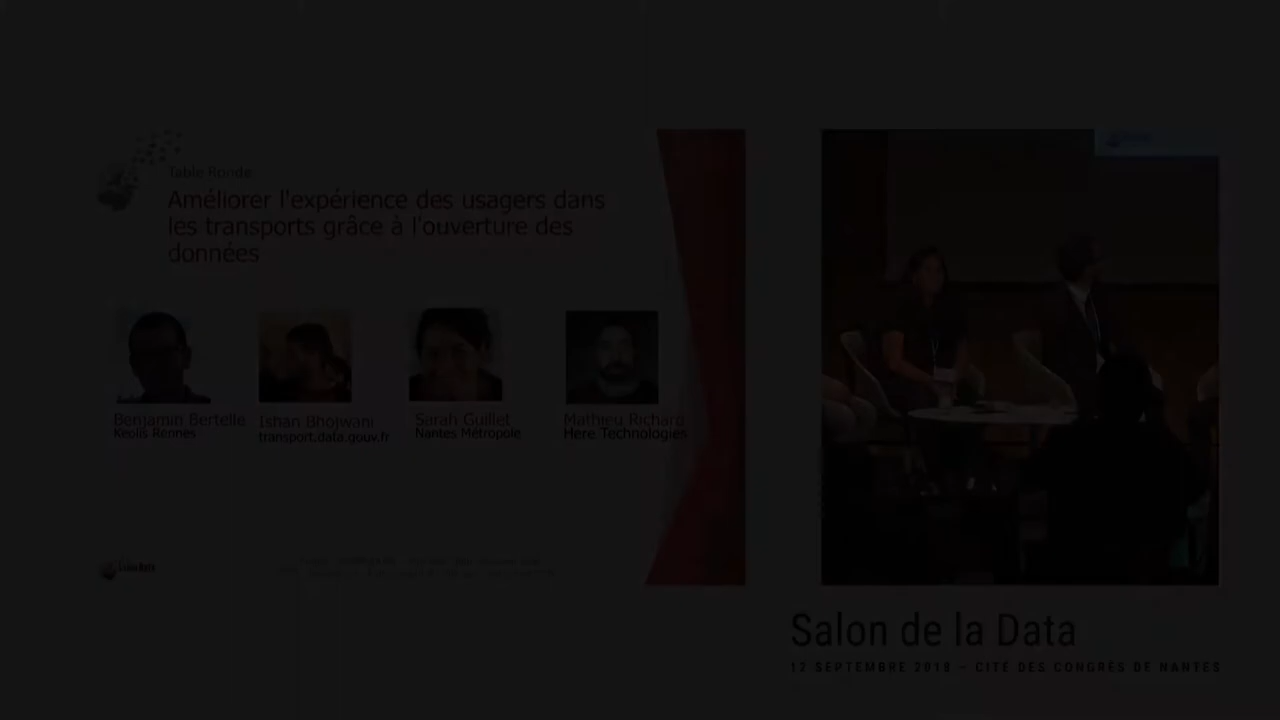 Table Ronde
Améliorer l'expérience des usagers dans
les transports grâce à l'ouverture des
données
Benjamin Bertelle
Keolis Rennes
Ishan Bhojwani
transport.data.gouv.fr
Sarah Guillet
Nantes Métropole
Mathieu Richard
Here Technologies
Salon de la Data
12 SEPTEMBRE 2018 – CITÉ DES CONGRÈS DE NANTES